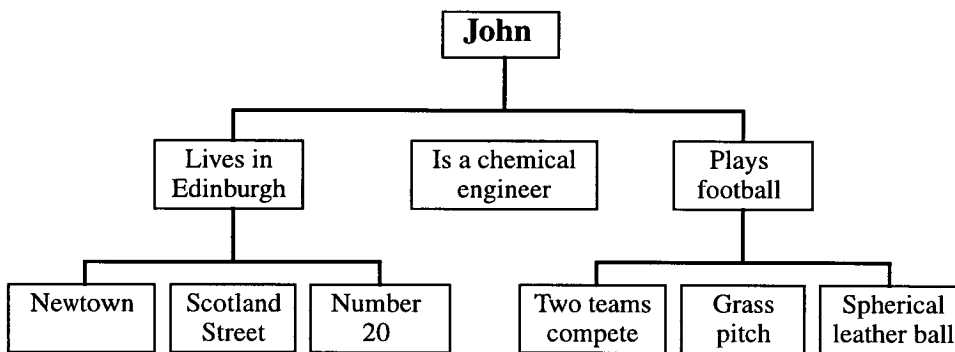 John
Lives in
Edinburgh
Is a chemical
engineer
Plays
football
Newtown
Scotland
Street
Number
20
Two teams
compete
Grass
pitch
Spherical
leather ball